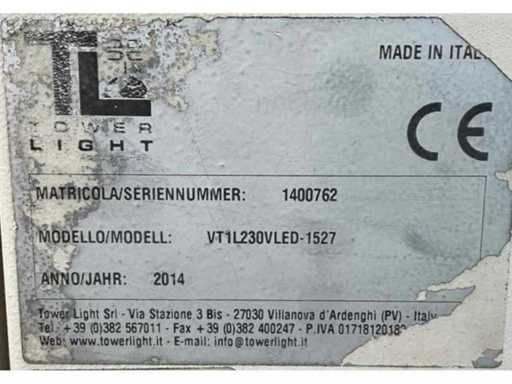 TL
MADE IN ITAL
TOWER
LIGHT
CE
MATRICOLA/SERIENNUMMER: 1400762
MODELLO/MODELL: VT1L230VLED-1527
ANNO/JAHR: 2014
Tower Light Srl - Via Stazione 3 Bis - 27030 Villanova d'Ardenghi (PV) - Italy
Tel. +39 (0)382 567011 - Fax +39 (0)382 400247 - P.IVA
Web: www.towerlight.it - E-mail: info@towerlight.it